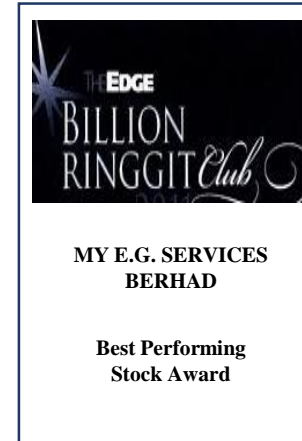 THE EDGE
BILLION
RINGGIT Club
MY E.G. SERVICES
BERHAD
Best Performing
Stock Award